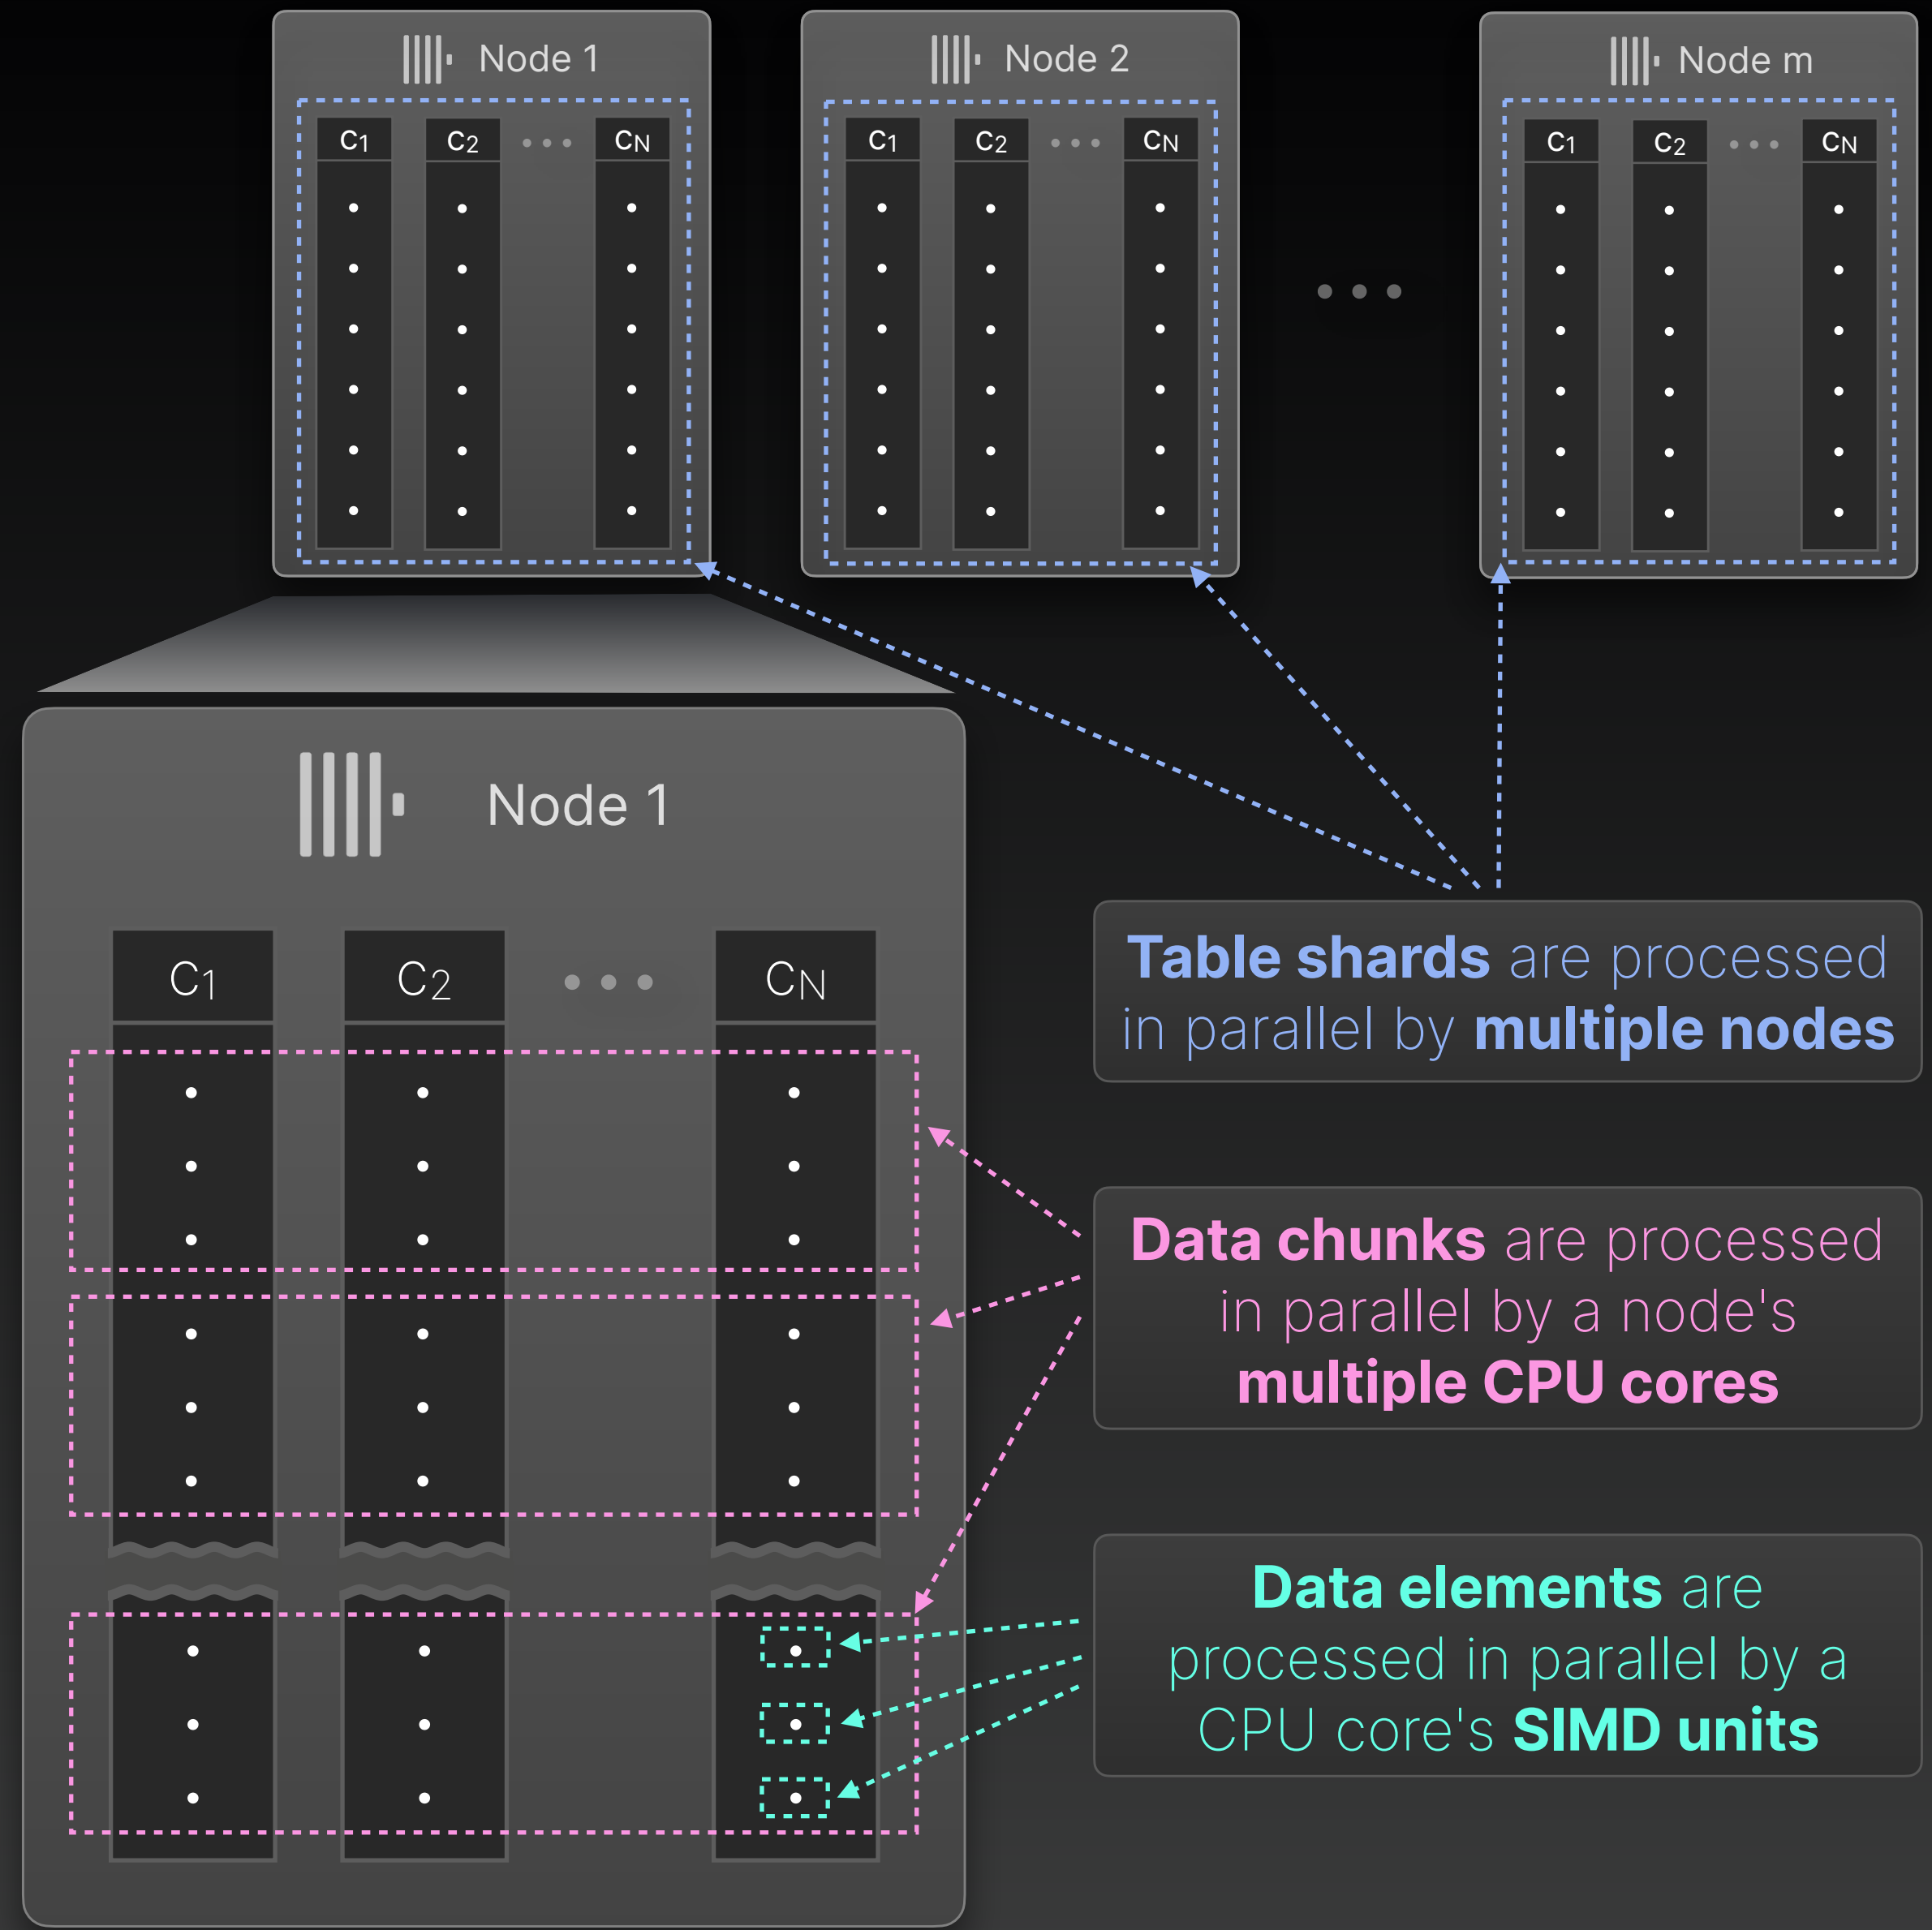 Node 1
C1 C2 CN
Node 2
C1 C2 CN
Node m
C1 C2 CN
Node 1
C1 C2 CN
Table shards are processed
in parallel by multiple nodes
Data chunks are processed
in parallel by a node's
multiple CPU cores
Data elements are
processed in parallel by a
CPU core's SIMD units